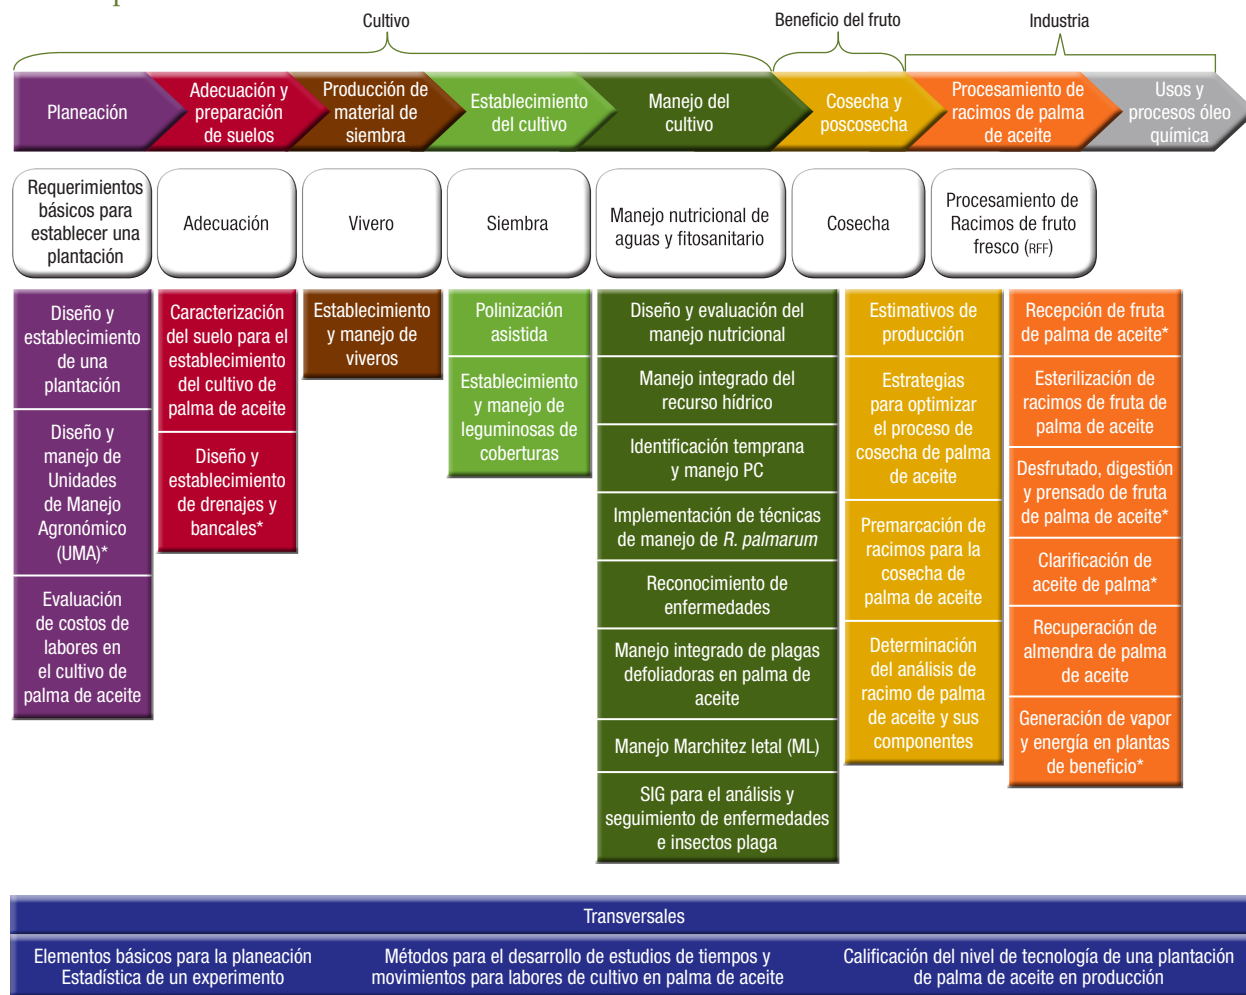 Cultivo
Beneficio del fruto
Industria
Planeación
Adecuación y
preparación
de suelos
Producción de
material de
siembra
Establecimiento
del cultivo
Manejo del
cultivo
Cosecha y
poscosecha
Procesamiento de
racimos de palma
de aceite
Usos y
procesos óleo
química
Requerimientos
básicos para
establecer una
plantación
Adecuación
Vivero
Siembra
Manejo nutricional de
aguas y fitosanitario
Cosecha
Procesamiento de
Racimos de fruto
fresco (RFF)
Diseño y
establecimiento
de una
plantación
Diseño y
manejo de
Unidades
de Manejo
Agronómico
(UMA)*
Evaluación
de costos de
labores en
el cultivo de
palma de aceite
Caracterización
del suelo para el
establecimiento
del cultivo de
palma de aceite
Diseño y
establecimiento
de drenajes y
bancales*
Establecimiento
y manejo de
viveros
Polinización
asistida
Establecimiento
y manejo de
leguminosas de
coberturas
Diseño y evaluación del
manejo nutricional
Manejo integrado del
recurso hídrico
Identificación temprana
y manejo PC
Implementación de técnicas
de manejo de R. palmarum
Reconocimiento de
enfermedades
Manejo integrado de plagas
defoliadoras en palma de
aceite
Manejo Marchitez letal (ML)
SIG para el análisis y
seguimiento de enfermedades
e insectos plaga
Estimativos de
producción
Estrategias
para optimizar
el proceso de
cosecha de palma
de aceite
Premarcación de
racimos para la
cosecha de
palma de aceite
Determinación
del análisis de
racimo de palma
de aceite y sus
componentes
Recepción de fruta
de palma de aceite*
Esterilización de
racimos de fruta de
palma de aceite
Desfrutado, digestión
y prensado de fruta
de palma de aceite*
Clarificación de
aceite de palma*
Recuperación de
almendra de palma
de aceite
Generación de vapor
y energía en plantas
de beneficio*
Transversales
Elementos básicos para la planeación
Estadística de un experimento
Métodos para el desarrollo de estudios de tiempos y
movimientos para labores de cultivo en palma de aceite
Calificación del nivel de tecnología de una plantación
de palma de aceite en producción